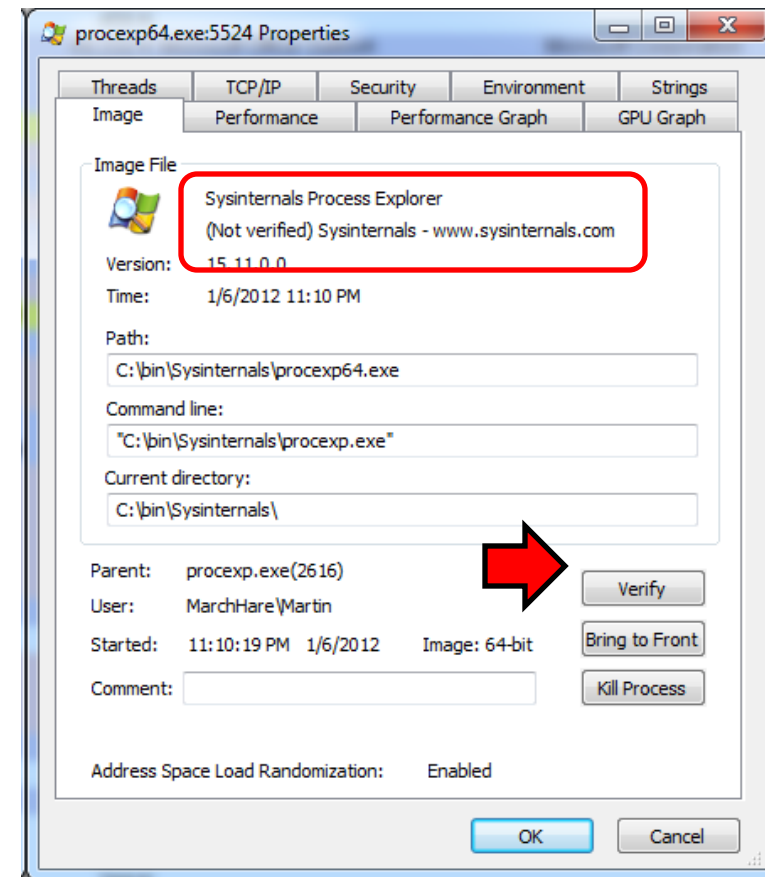 procexp64.exe:5524 Properties
Threads TCP/IP Security Environment Strings
Image Performance Performance Graph GPU Graph
Image File
Sysinternals Process Explorer
(Not verified) Sysinternals - www.sysinternals.com
Version: 15.11.0.0
Time: 1/6/2012 11:10 PM
Path:
C:\bin\Sysinternals\procexp64.exe
Command line:
"C:\bin\Sysinternals\procexp.exe"
Current directory:
C:\bin\Sysinternals\
Parent: procexp.exe(2616)
Verify
User: MarchHare\Martin
Started: 11:10:19 PM 1/6/2012 Image: 64-bit
Bring to Front
Comment:
Kill Process
Address Space Load Randomization: Enabled
OK Cancel